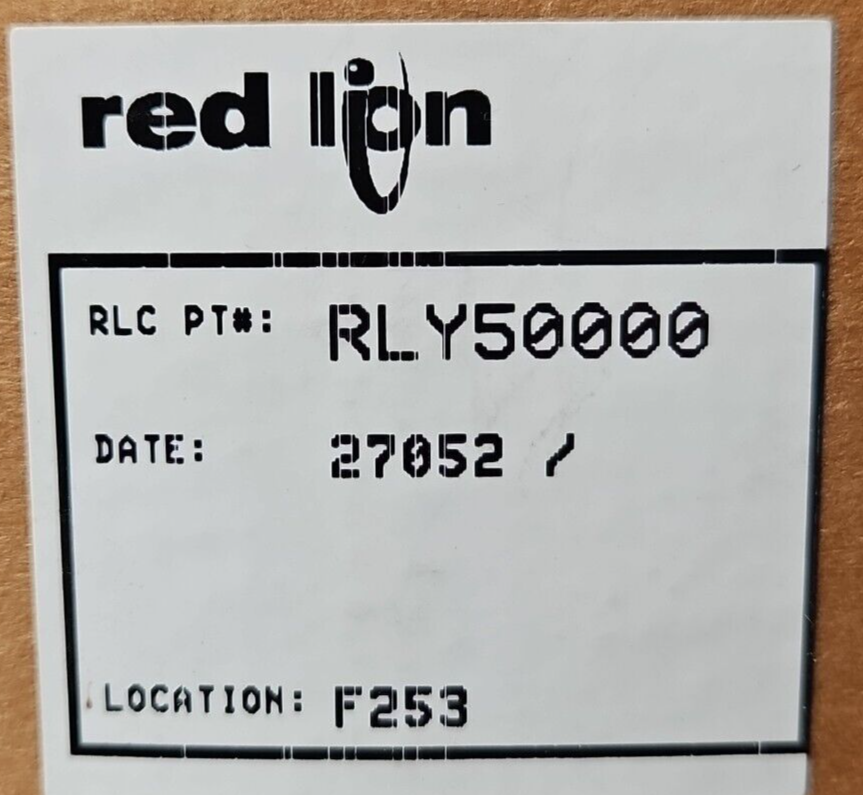 red lion
RLC PT#: RLY50000
DATE: 27052 /
LOCATION: F253